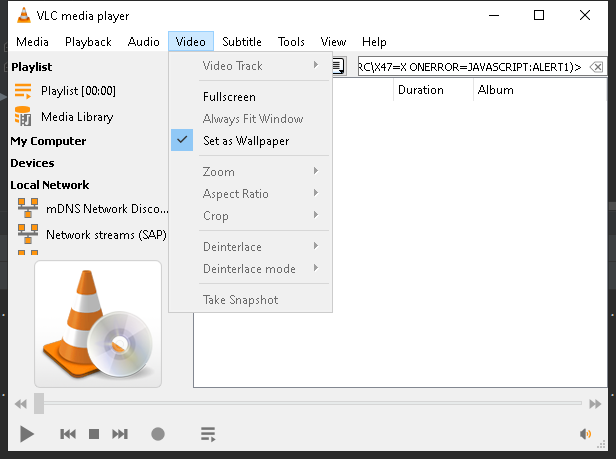 VLC media player
Media Playback Audio Video Subtitle Tools View Help
Playlist
Playlist [00:00]
Media Library
My Computer
Devices
Local Network
mDNS Network Disco...
Network streams (SAP)
Video Track
Fullscreen
Always Fit Window
Set as Wallpaper
Zoom
Aspect Ratio
Crop
Deinterlace
Deinterlace mode
Take Snapshot
RC\X47=X ONERROR=JAVASCRIPT:ALERT1)>
Duration Album